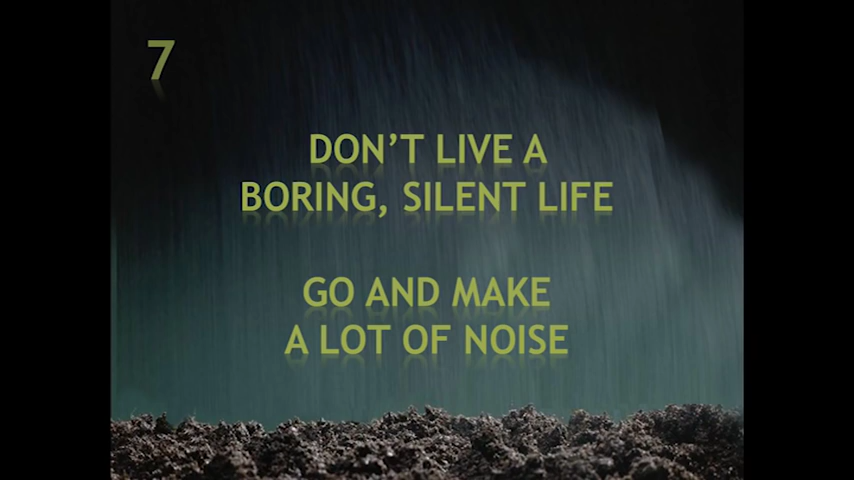 7
DON’T LIVE A
BORING, SILENT LIFE
GO AND MAKE
A LOT OF NOISE